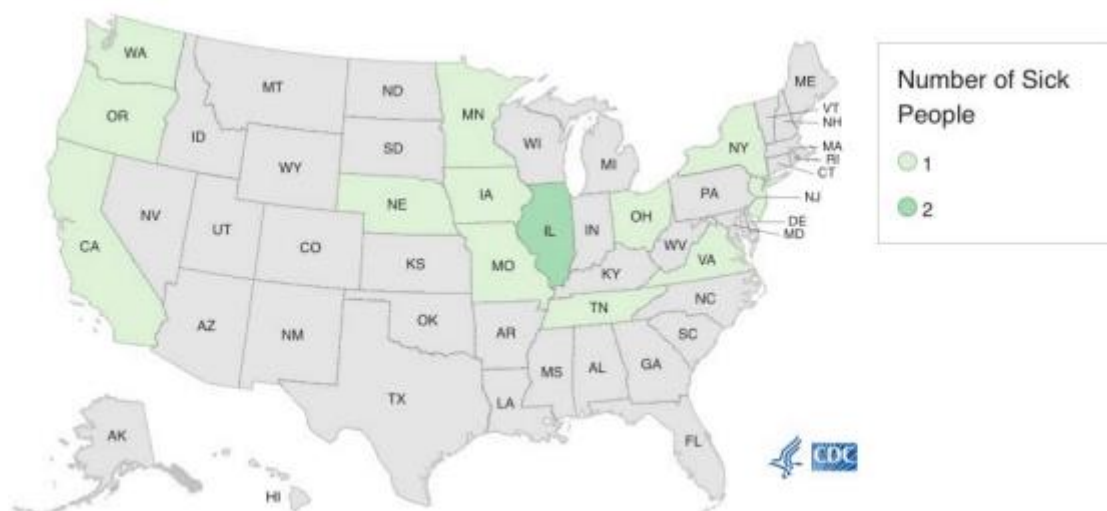 WA
MT
ND
MN
ME
VT
NH
OR
ID
SD
WI
MI
NY
MA
RI
CT
WY
NE
IA
PA
NJ
NV
UT
CO
IL
IN
OH
DE
MD
CA
KS
MO
KY
WV
VA
AZ
NM
OK
AR
TN
NC
SC
TX
LA
MS
AL
GA
FL
AK
HI
CDC
Number of Sick
People
1
2